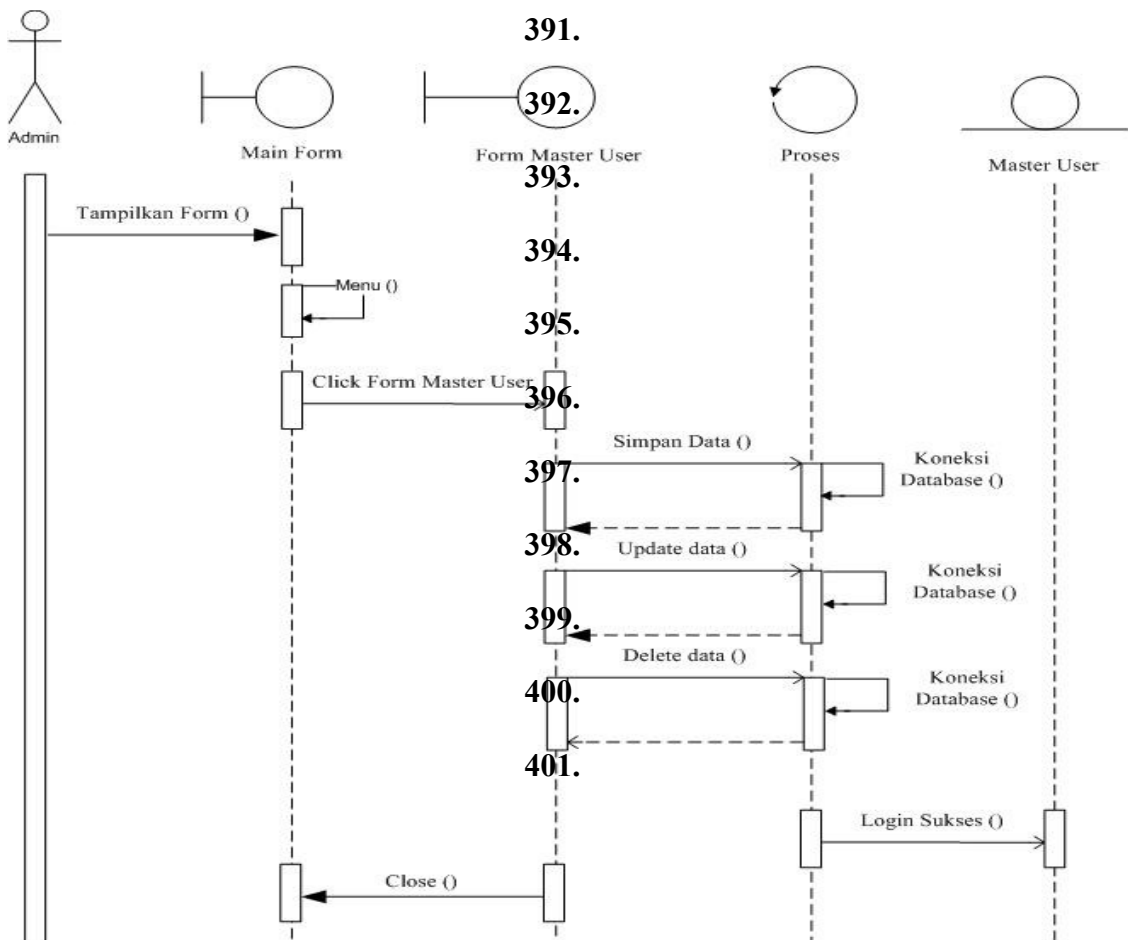 391.
392.
Admin
Main Form
Form Master User
Proses
Master User
393.
Tampilkan Form ()
394.
Menu ()
395.
Click Form Master User
396.
Simpan Data ()
Koneksi
Database ()
397.
398.
Update data ()
Koneksi
Database ()
399.
Delete data ()
Koneksi
Database ()
400.
401.
Login Sukses ()
Close ()